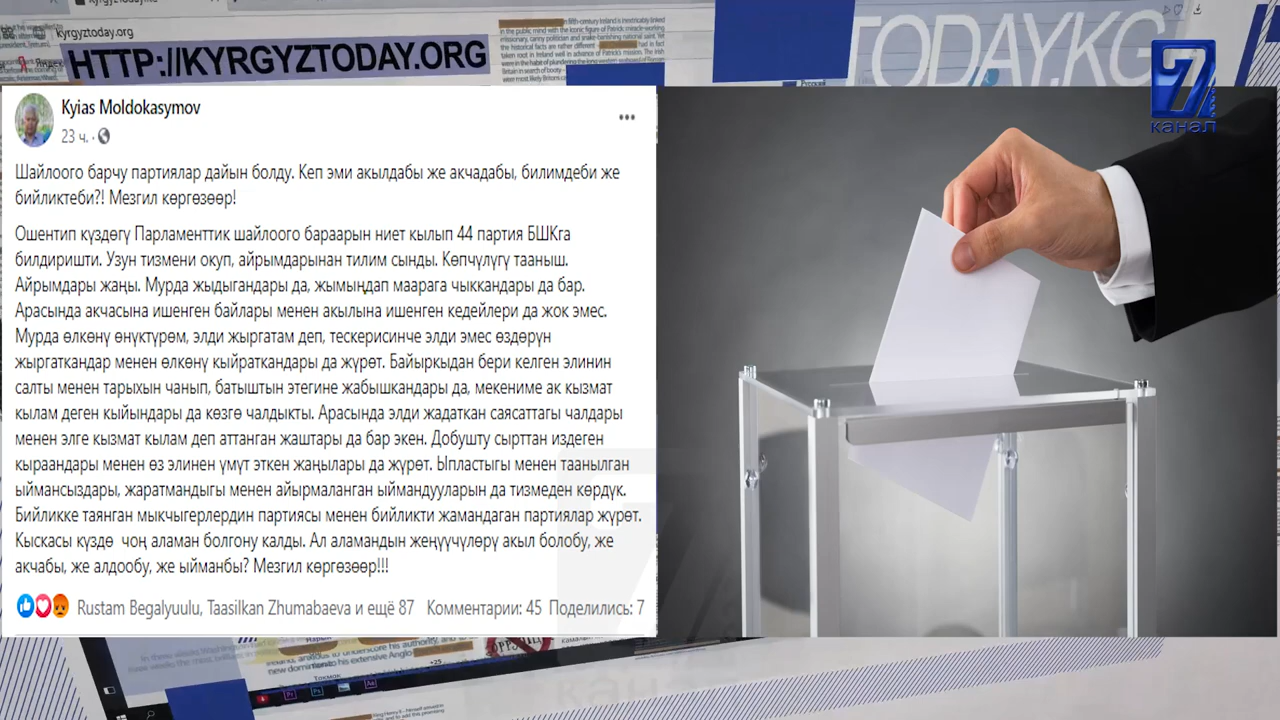 kyrgyztoday.org
HTTP://KYRGYZTODAY.ORG
TODAY.KG
7
канал
Kyias Moldokasymov
23 ч. ·
Шайлоого барчу партиялар дайын болду. Кеп эми акылдабы же акчадабы, билимдеби же
бийликтеби?! Мезгил көргөзөөр!
Ошентип күздөгү Парламенттик шайлоого бараарын ниет кылып 44 партия БШКга
билдиришти. Узун тизмени окуп, айрымдарынан тилим сынды. Көпчүлүгү тааныш.
Айрымдары жаңы. Мурда жыдыгандары да, жымыңдап маарага чыккандары да бар.
Арасында акчасына ишенген байлары менен акылына ишенген кедейлери да жок эмес.
Мурда өлкөнү өнүктүрөм, элди жыргатам деп, тескерисинче элди эмес өздөрүн
жыргаткандар менен өлкөнү кыйраткандары да жүрөт. Байыркыдан бери келген элинин
салты менен тарыхын чанып, батыштын этегине жабышкандары да, мекениме ак кызмат
кылам деген кыйындары да көзгө чалдыкты. Арасында элди жадаткан саясаттагы чалдары
менен элге кызмат кылам деп аттанган жаштары да бар экен. Добушту сырттан издеген
кыраандары менен өз элинен үмүт эткен жаңылары да жүрөт. Ыпластыгы менен таанылган
ыймансыздары, жаратмандыгы менен айырмаланган ыймандууларын да тизмеден көрдүк.
Бийликке таянган мыкчыгерлердин партиясы менен бийликти жамандаган партиялар жүрөт.
Кыскасы күздө чоң аламан болгону калды. Ал аламандын жеңүүчүлөрү акыл болобу, же
акчабы, же алдообу, же ыйманбы? Мезгил көргөзөөр!!!
Rustam Begalyuulu, Taasilkan Zhumabaeva и ещё 87 Комментарии: 45 Поделились: 7